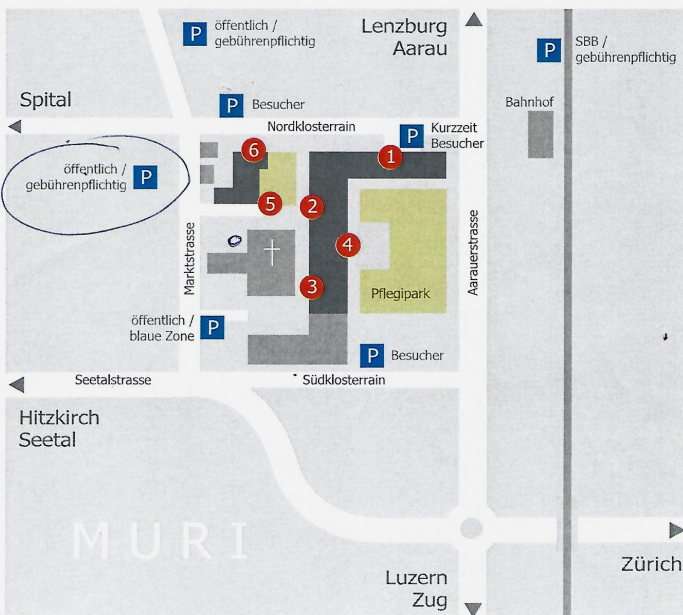 P öffentlich /
gebührenpflichtig
Lenzburg
Aarau
P SBB /
gebührenpflichtig
Spital
P Besucher
Bahnhof
Nordklosterrain
P Kurzzeit
Besucher
6
1
öffentlich /
gebührenpflichtig P
5
2
4
Marktstrasse
Aarauerstrasse
3
Pflegipark
öffentlich /
blaue Zone P
P Besucher
Seetalstrasse
Südklosterrain
Hitzkirch
Seetal
MURI
Zürich
Luzern
Zug